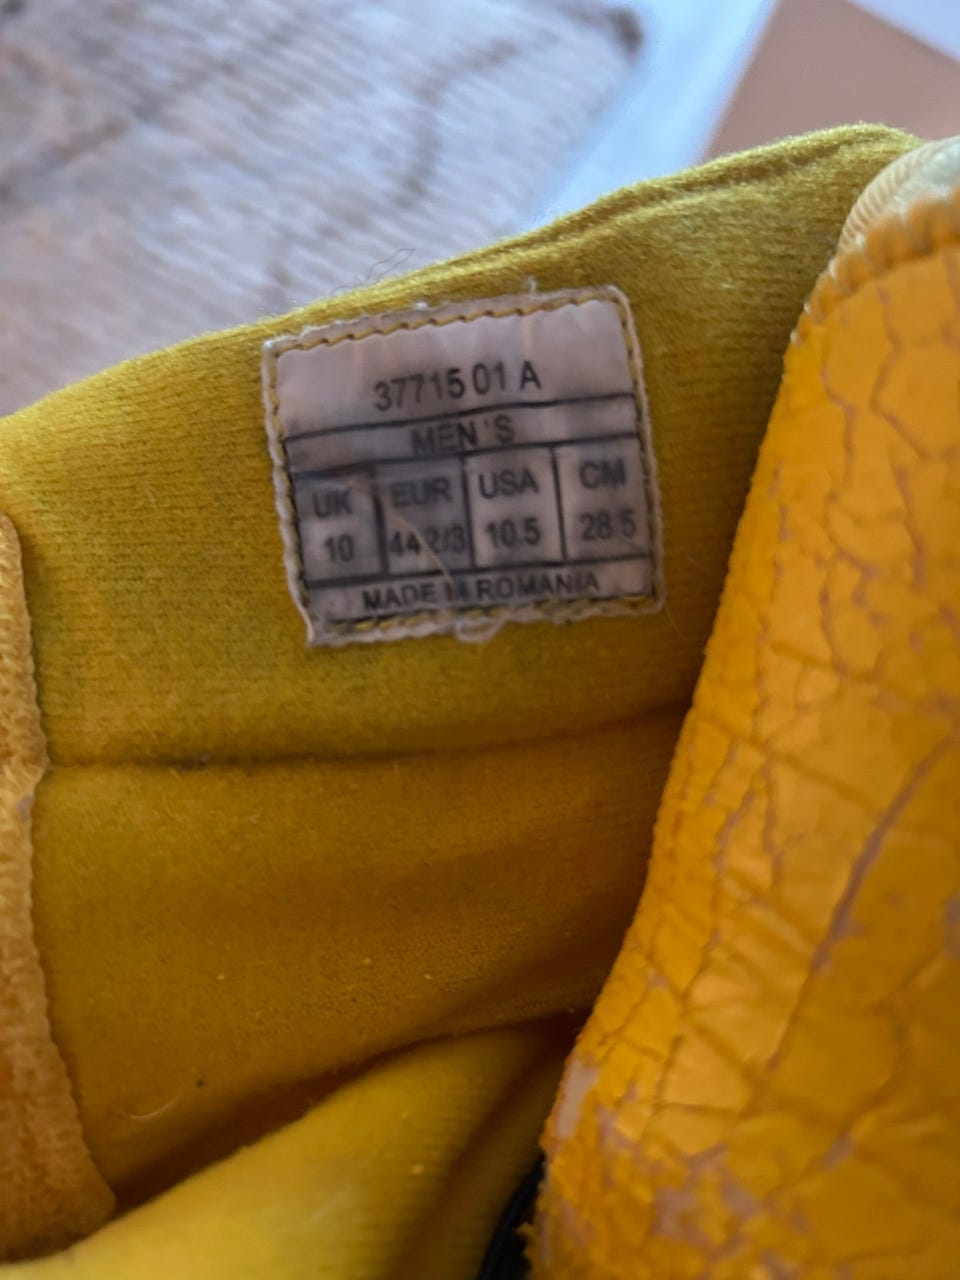 37715 01 A
MEN'S
UK EUR USA CM
10 44 2/3 10.5 28.5
MADE IN ROMANIA